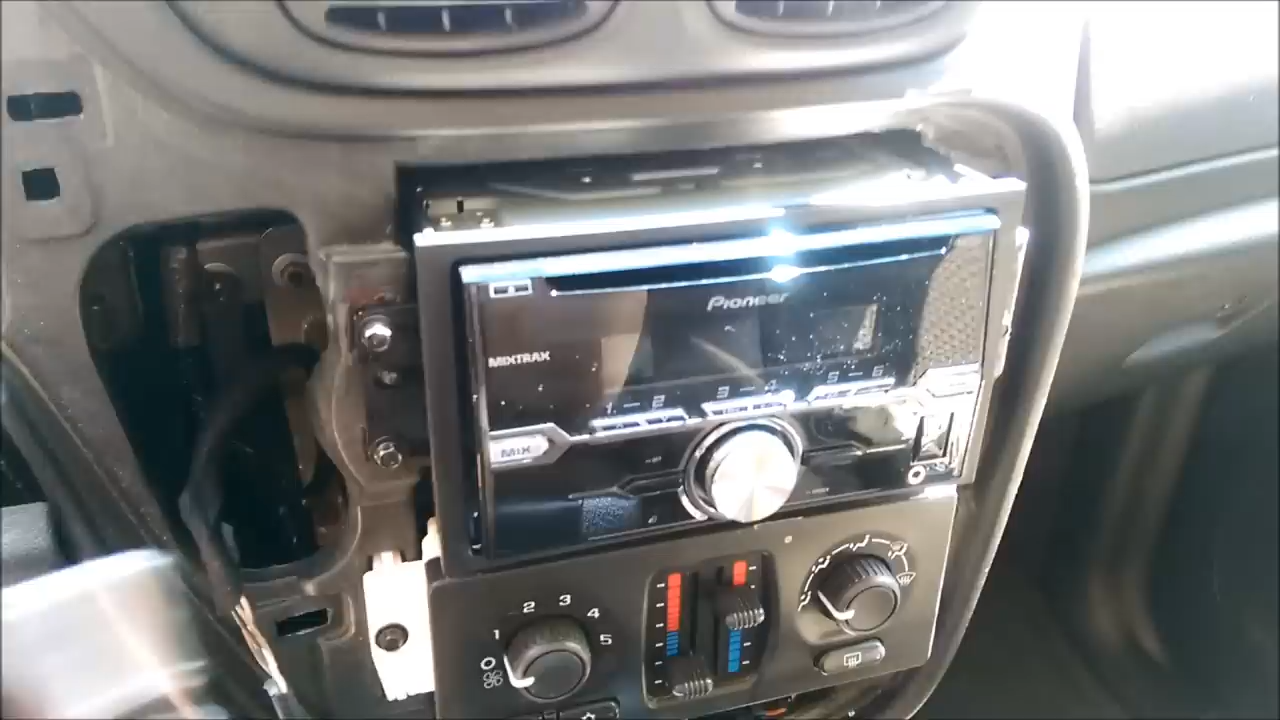 Pioneer
MIXTRAX
1 — 2
3 — 4
5 — 6
MIX
1 2 3 4 5